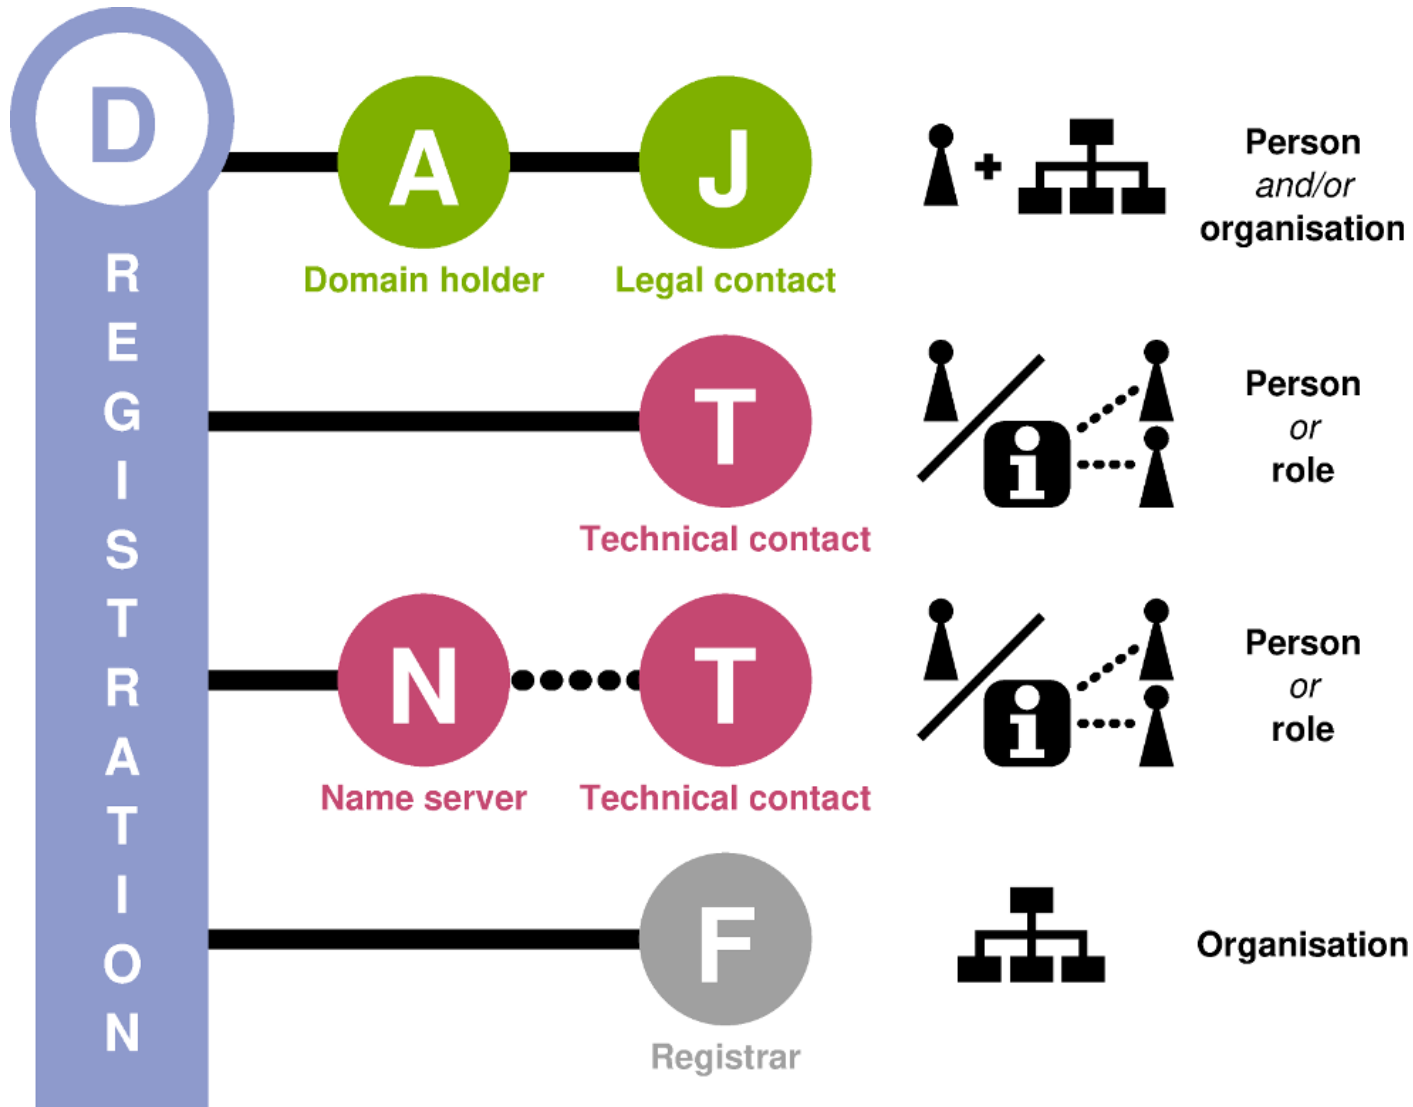 D
REGISTRATION
A
J
Domain holder
Legal contact
Person
and/or
organisation
T
Technical contact
i
Person
or
role
N
T
Name server
Technical contact
i
Person
or
role
F
Registrar
Organisation